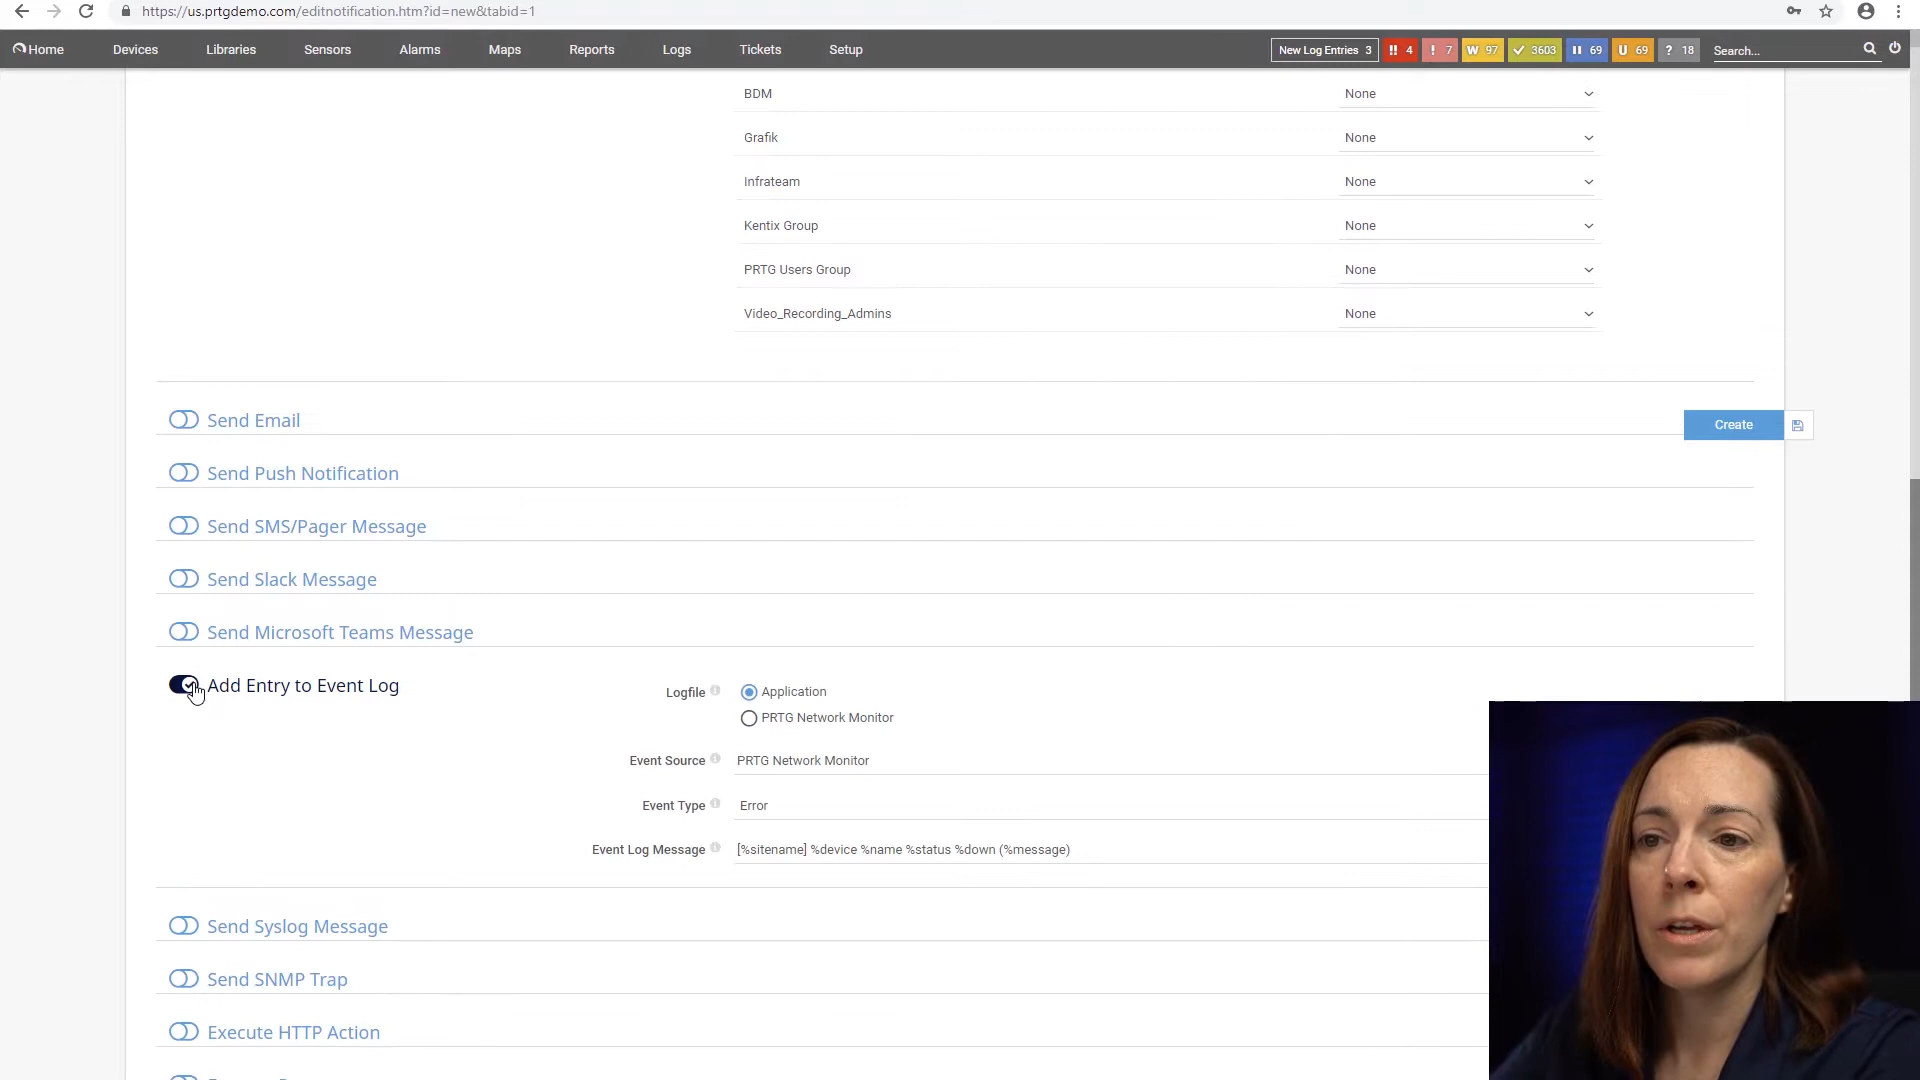 https://us.prtgdemo.com/editnotification.htm?id=new&tabid=1
Home Devices Libraries Sensors Alarms Maps Reports Logs Tickets Setup New Log Entries 3 !! 4 ! 7 W 97 3603 69 U 69 ? 18 Search...
BDM None
Grafik None
Infrateam None
Kentix Group None
PRTG Users Group None
Video_Recording_Admins None
Send Email
Create
Send Push Notification
Send SMS/Pager Message
Send Slack Message
Send Microsoft Teams Message
Add Entry to Event Log
Logfile Application
PRTG Network Monitor
Event Source PRTG Network Monitor
Event Type Error
Event Log Message [%sitename] %device %name %status %down (%message)
Send Syslog Message
Send SNMP Trap
Execute HTTP Action